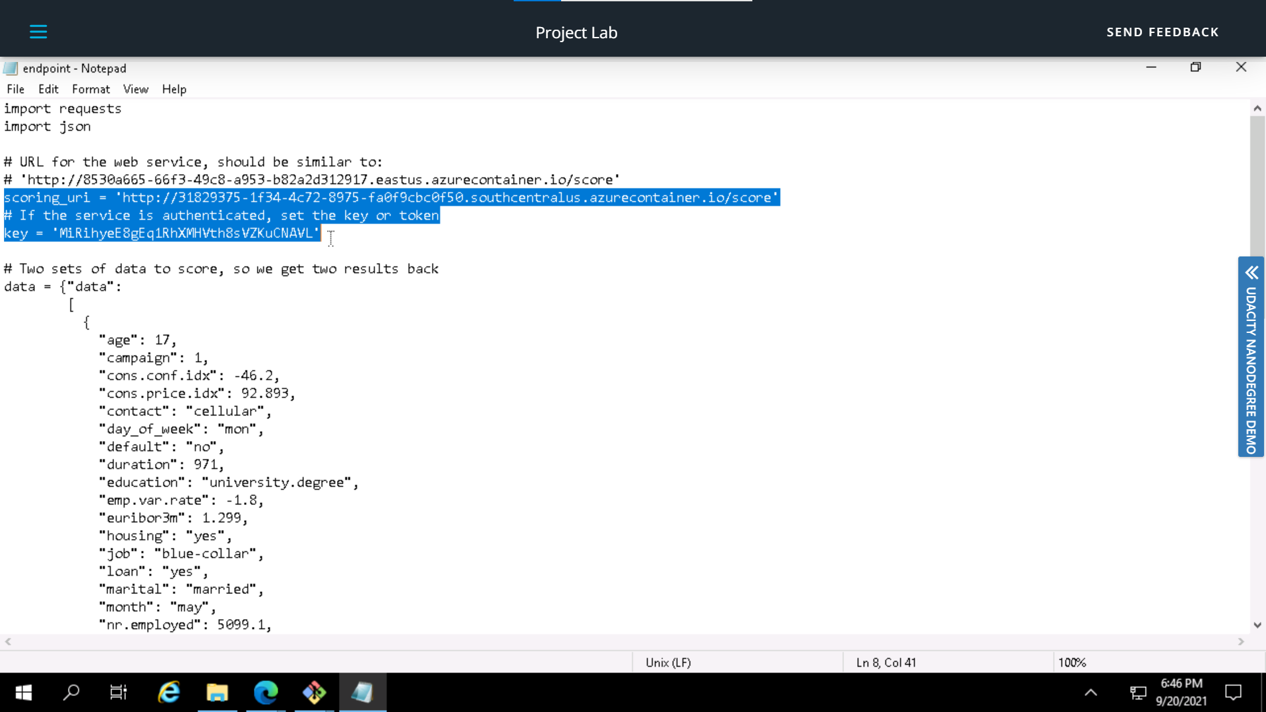 Project Lab
SEND FEEDBACK
endpoint - Notepad
File Edit Format View Help
import requests
import json
# URL for the web service, should be similar to:
# 'http://8530a665-66f3-49c8-a953-b82a2d312917.eastus.azurecontainer.io/score'
scoring_uri = 'http://31829375-1f34-4c72-8975-fa0f9cbc0f50.southcentralus.azurecontainer.io/score'
# If the service is authenticated, set the key or token
key = 'MiRihyeE8gEq1RhXMHVth8sVZKuCNAVL'
# Two sets of data to score, so we get two results back
data = {"data":
[
{
"age": 17,
"campaign": 1,
"cons.conf.idx": -46.2,
"cons.price.idx": 92.893,
"contact": "cellular",
"day_of_week": "mon",
"default": "no",
"duration": 971,
"education": "university.degree",
"emp.var.rate": -1.8,
"euribor3m": 1.299,
"housing": "yes",
"job": "blue-collar",
"loan": "yes",
"marital": "married",
"month": "may",
"nr.employed": 5099.1,
UDACITY NANODEGREE DEMO
Unix (LF)
Ln 8, Col 41
100%
6:46 PM
9/20/2021